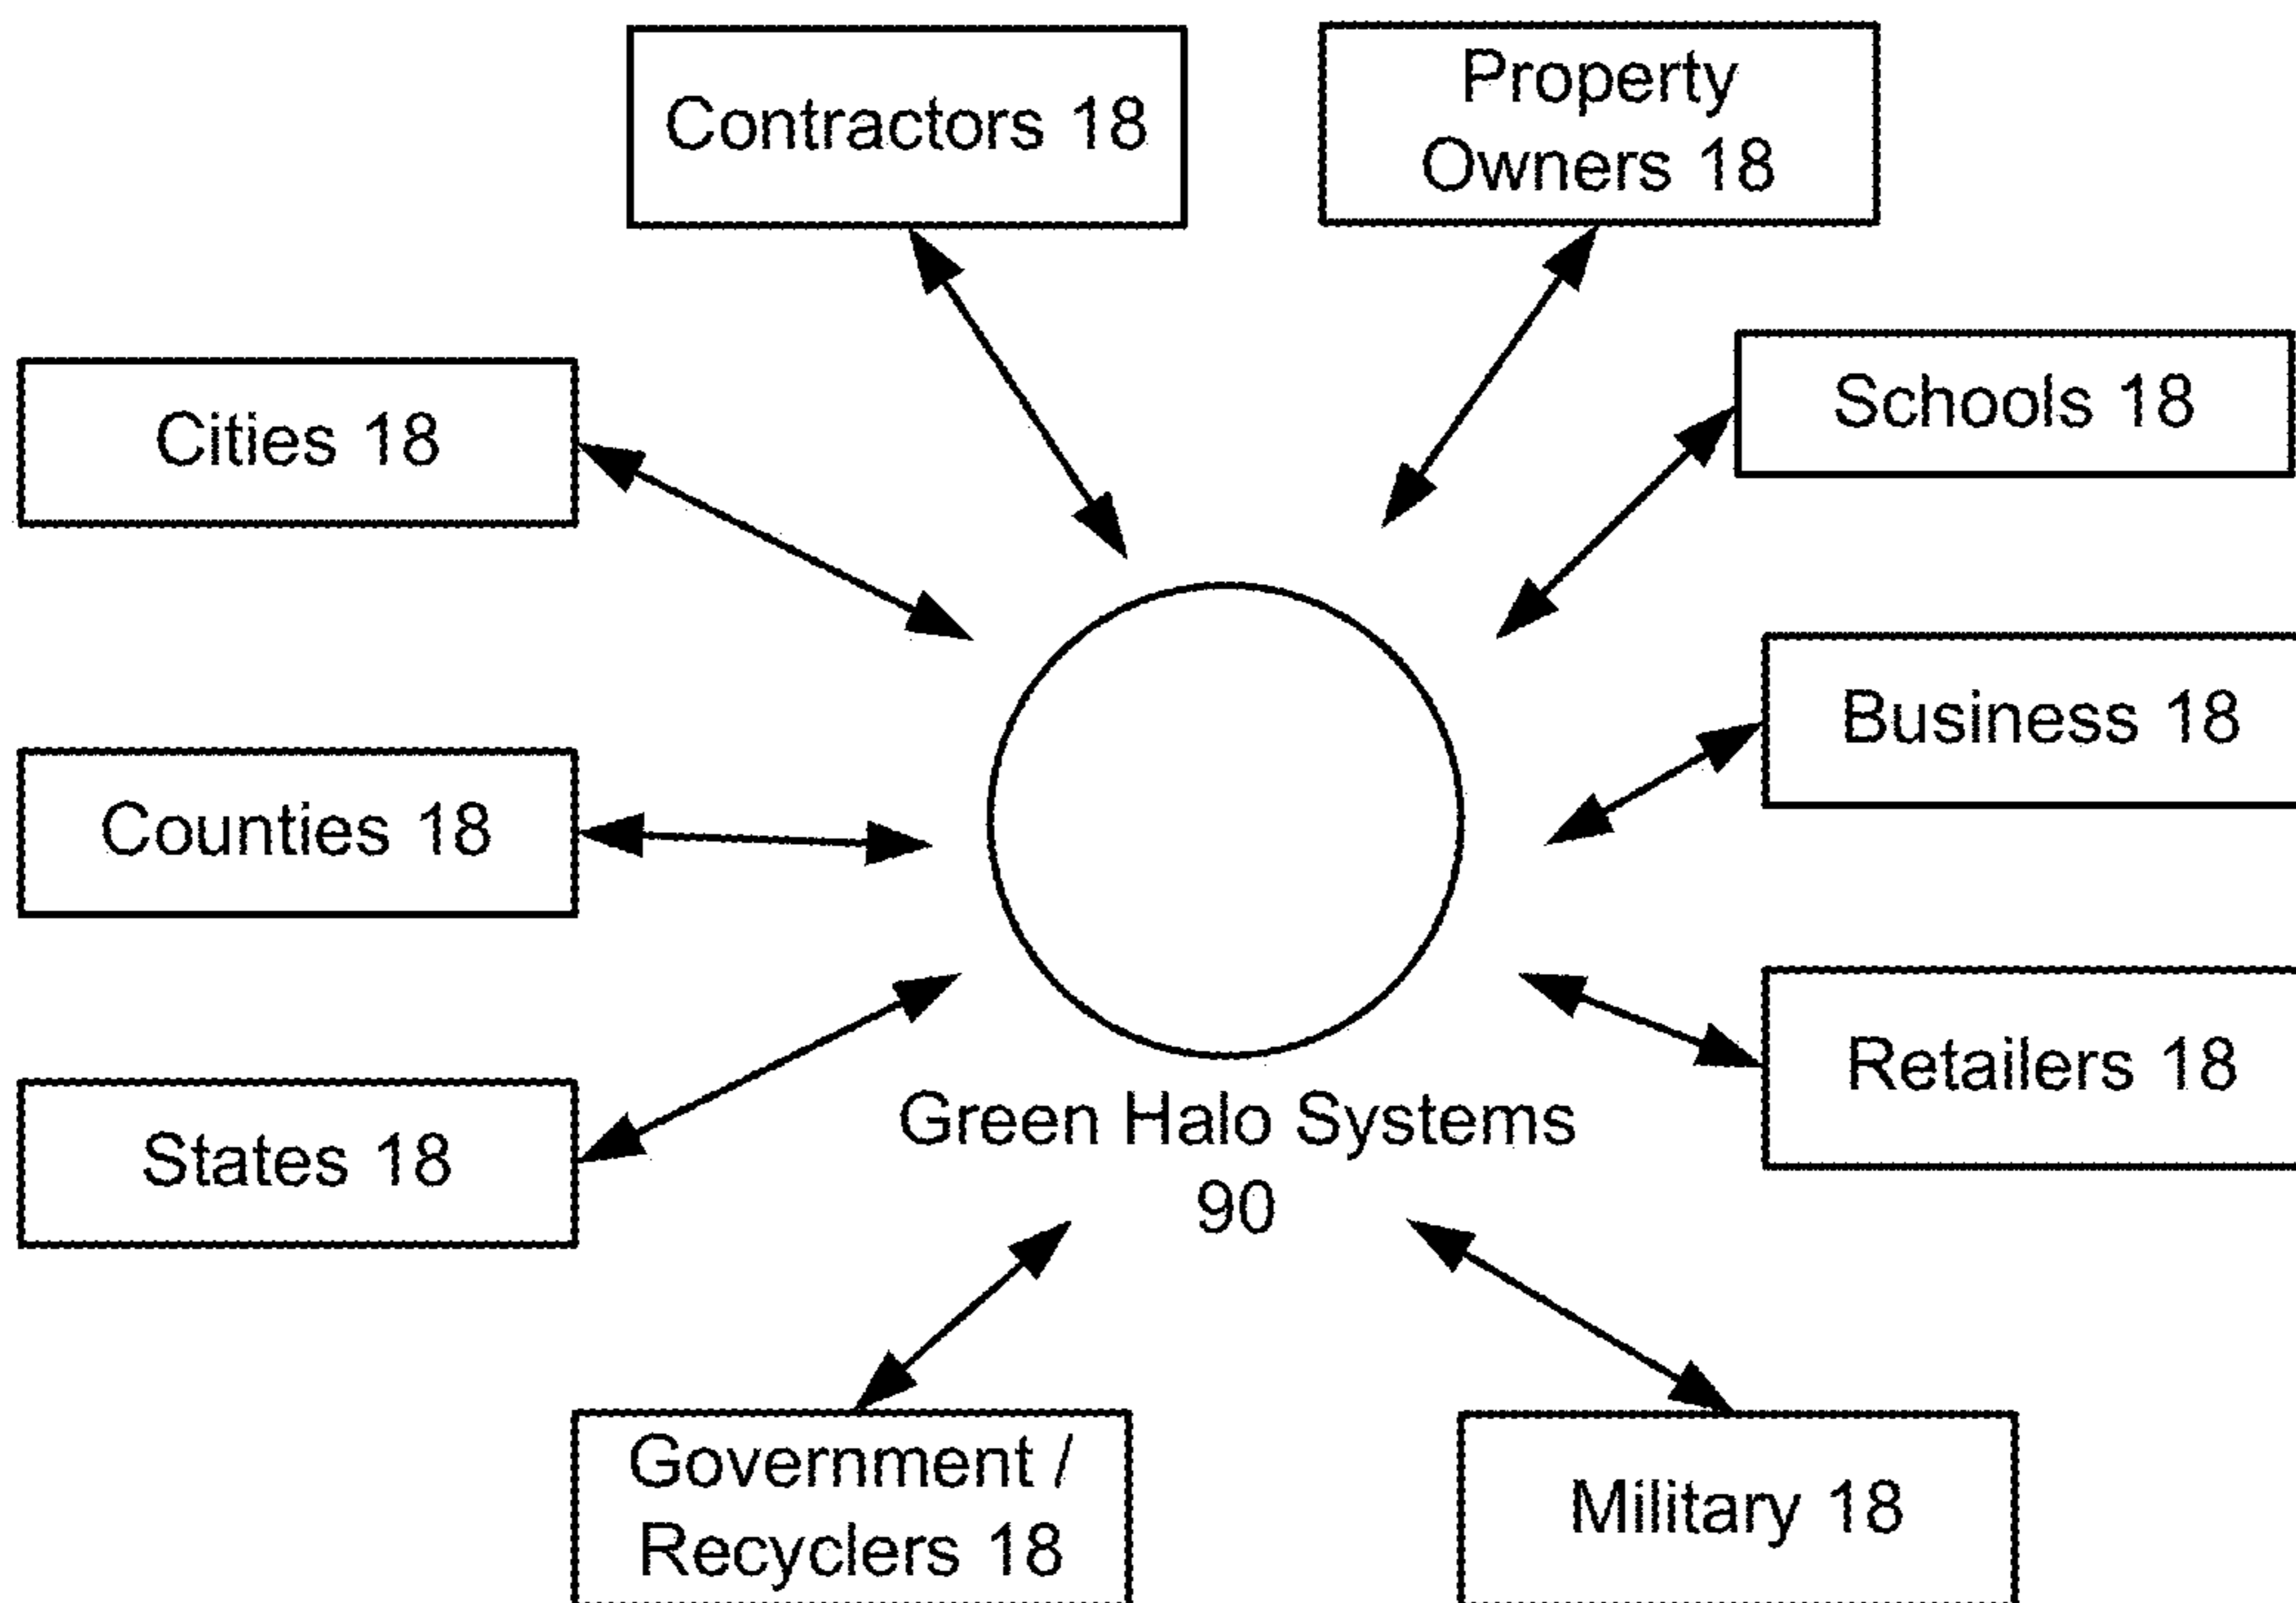 Contractors 18
Property
Owners 18
Cities 18
Schools 18
Business 18
Counties 18
Retailers 18
Green Halo Systems
90
States 18
Government /
Recyclers 18
Military 18